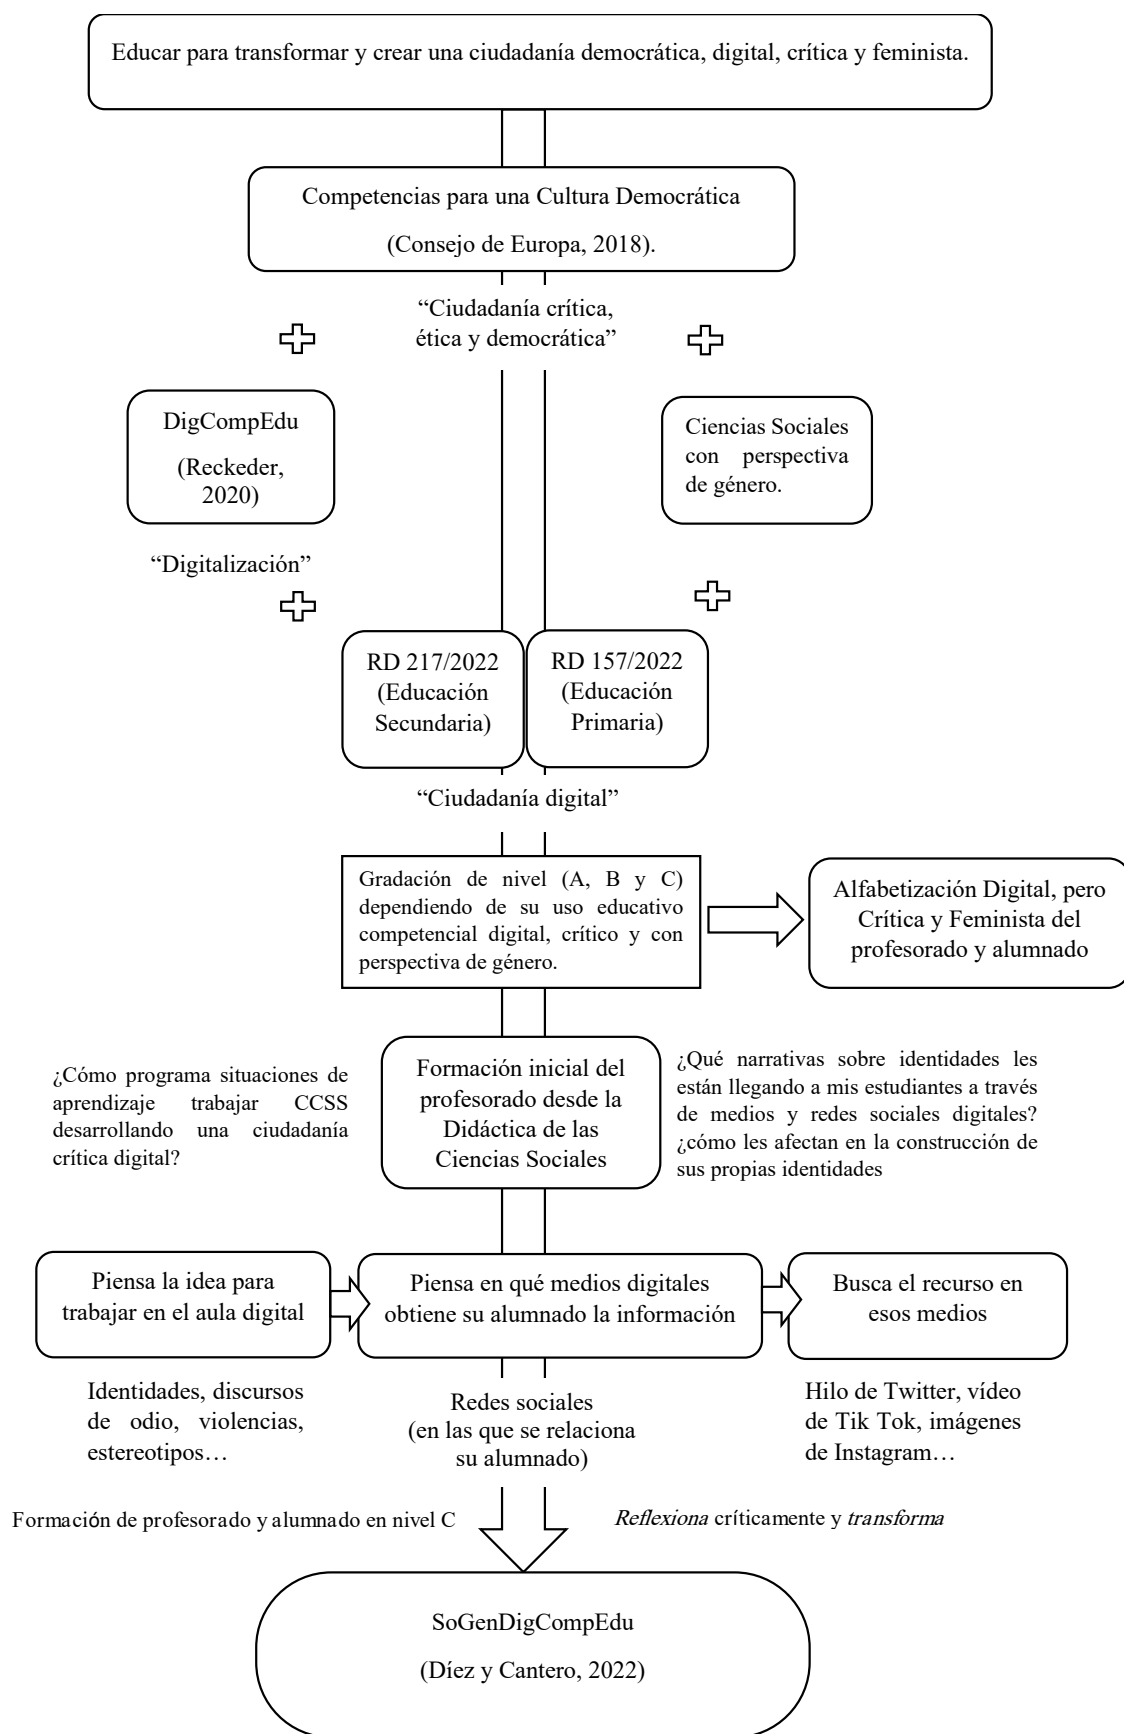 Educar para transformar y crear una ciudadanía democrática, digital, crítica y feminista.
Competencias para una Cultura Democrática
(Consejo de Europa, 2018).
“Ciudadanía crítica,
ética y democrática”
DigCompEdu
(Reckeder,
2020)
Ciencias Sociales
con perspectiva
de género.
“Digitalización”
RD 217/2022
(Educación
Secundaria)
RD 157/2022
(Educación
Primaria)
“Ciudadanía digital”
Gradación de nivel (A, B y C)
dependiendo de su uso educativo
competencial digital, crítico y con
perspectiva de género.
Alfabetización Digital, pero
Crítica y Feminista del
profesorado y alumnado
¿Cómo programa situaciones de
aprendizaje trabajar CCSS
desarrollando una ciudadanía
crítica digital?
Formación inicial del
profesorado desde la
Didáctica de las
Ciencias Sociales
¿Qué narrativas sobre identidades les
están llegando a mis estudiantes a través
de medios y redes sociales digitales?
¿cómo les afectan en la construcción de
sus propias identidades
Piensa la idea para
trabajar en el aula digital
Piensa en qué medios digitales
obtiene su alumnado la información
Busca el recurso en
esos medios
Identidades, discursos
de odio, violencias,
estereotipos…
Redes sociales
(en las que se relaciona
su alumnado)
Hilo de Twitter, vídeo
de Tik Tok, imágenes
de Instagram…
Formación de profesorado y alumnado en nivel C
Reflexiona críticamente y transforma
SoGenDigCompEdu
(Díez y Cantero, 2022)